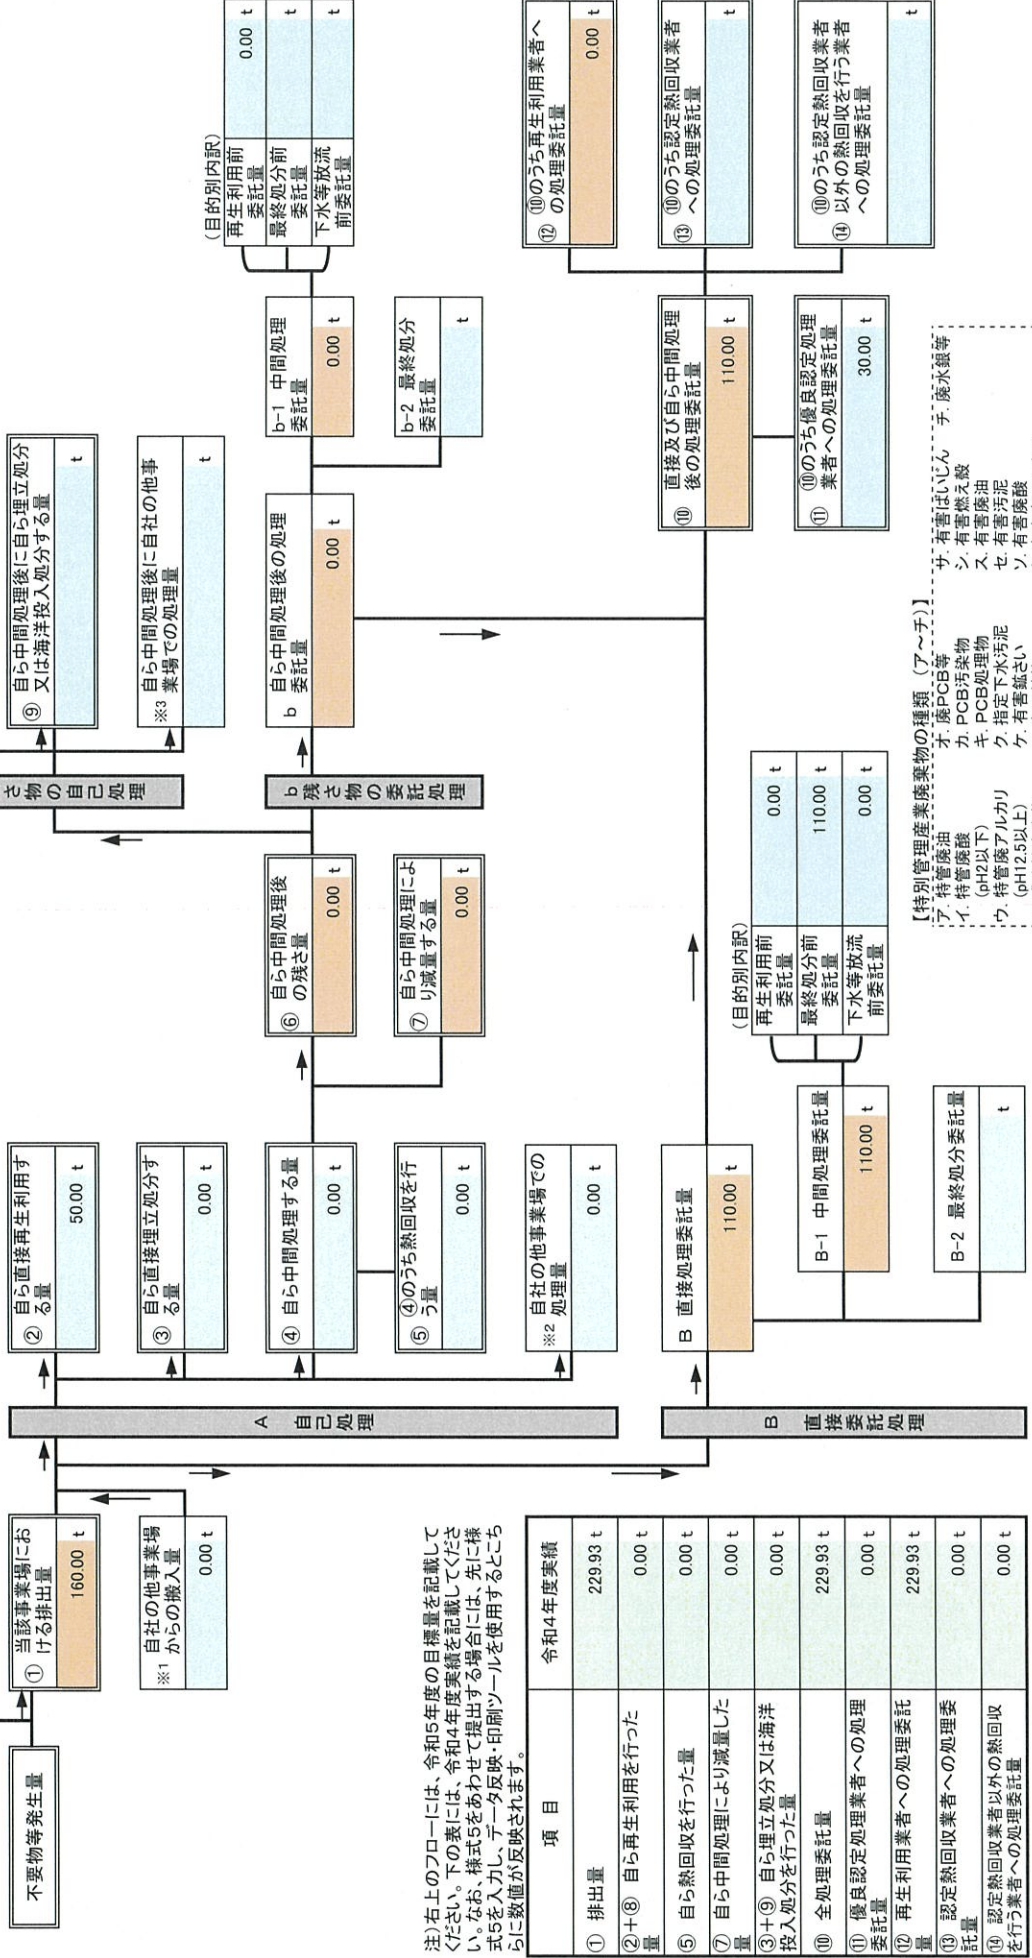 不要物等発生量
① 当該事業場にお
ける排出量
160.00 t
※1 自社の他事業場
からの搬入量
0.00 t
A 自己処理
② 自ら直接再生利用す
る量
50.00 t
③ 自ら直接埋立処分す
る量
0.00 t
④ 自ら中間処理する量
0.00 t
⑤ ④のうち熱回収を行
う量
0.00 t
※2 自社の他事業場での
処理量
0.00 t
⑥ 自ら中間処理後
の残さ量
0.00 t
⑦ 自ら中間処理によ
り減量する量
0.00 t
さ物の自己処理
⑨ 自ら中間処理後に自ら埋立処分
又は海洋投入処分する量
t
※3 自ら中間処理後に自社の他事
業場での処理量
t
b 残さ物の委託処理
b 自ら中間処理後の処理
委託量
0.00 t
b-1 中間処理
委託量
0.00 t
b-2 最終処分
委託量
t
(目的別内訳)
再生利用前
委託量
0.00 t
最終処分前
委託量
t
下水等放流
前委託量
t
B 直接委託処理
B 直接処理委託量
110.00 t
B-1 中間処理委託量
110.00 t
B-2 最終処分委託量
t
(目的別内訳)
再生利用前
委託量
0.00 t
最終処分前
委託量
110.00 t
下水等放流
前委託量
0.00 t
⑩ 直接及び自ら中間処理
後の処理委託量
110.00 t
⑪ ⑩のうち優良認定処理
業者への処理委託量
30.00 t
⑫ ⑩のうち再生利用業者へ
の処理委託量
0.00 t
⑬ ⑩のうち認定熱回収業者
への処理委託量
t
⑭ ⑩のうち認定熱回収業者
以外の熱回収を行う業者
への処理委託量
t
注)右上のフローには、令和5年度の目標量を記載して
ください。下の表には、令和4年度実績を記載してくださ
い。なお、様式5をあわせて提出する場合には、先に様
式5を入力し、データ反映・印刷ツールを使用するところ
らに数値が反映されます。
項 目 令和4年度実績
① 排出量 229.93 t
②+⑧ 自ら再生利用を行った
量 0.00 t
⑤ 自ら熱回収を行った量 0.00 t
⑦ 自ら中間処理により減量した
量 0.00 t
③+⑨ 自ら埋立処分又は海洋
投入処分を行った量 0.00 t
⑩ 全処理委託量 229.93 t
⑪ 優良認定処理業者への処理
委託量 0.00 t
⑫ 再生利用業者への処理委託
量 229.93 t
⑬ 認定熱回収業者への処理委
託量 0.00 t
⑭ 認定熱回収業者以外の熱回収
を行う業者への処理委託量 0.00 t
【特別管理産業廃棄物の種類 (ア~チ)】
ア. 特管廃油
イ. 特管廃酸
(pH2以下)
ウ. 特管廃アルカリ
(pH12.5以上)
オ. 廃PCB等
カ. PCB汚染物
キ. PCB処理物
ク. 指定下水汚泥
ケ. 有害鉱さい
サ. 有害ばいじん
シ. 有害燃え殻
ス. 有害廃油
セ. 有害汚泥
ソ. 有害廃酸
チ. 廃水銀等